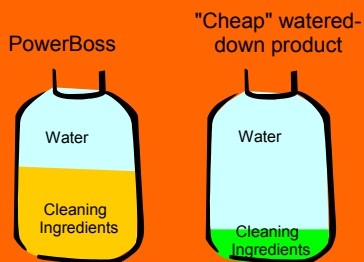 PowerBoss
"Cheap" watered-
down product
Water
Water
Cleaning
Ingredients
Cleaning
Ingredients